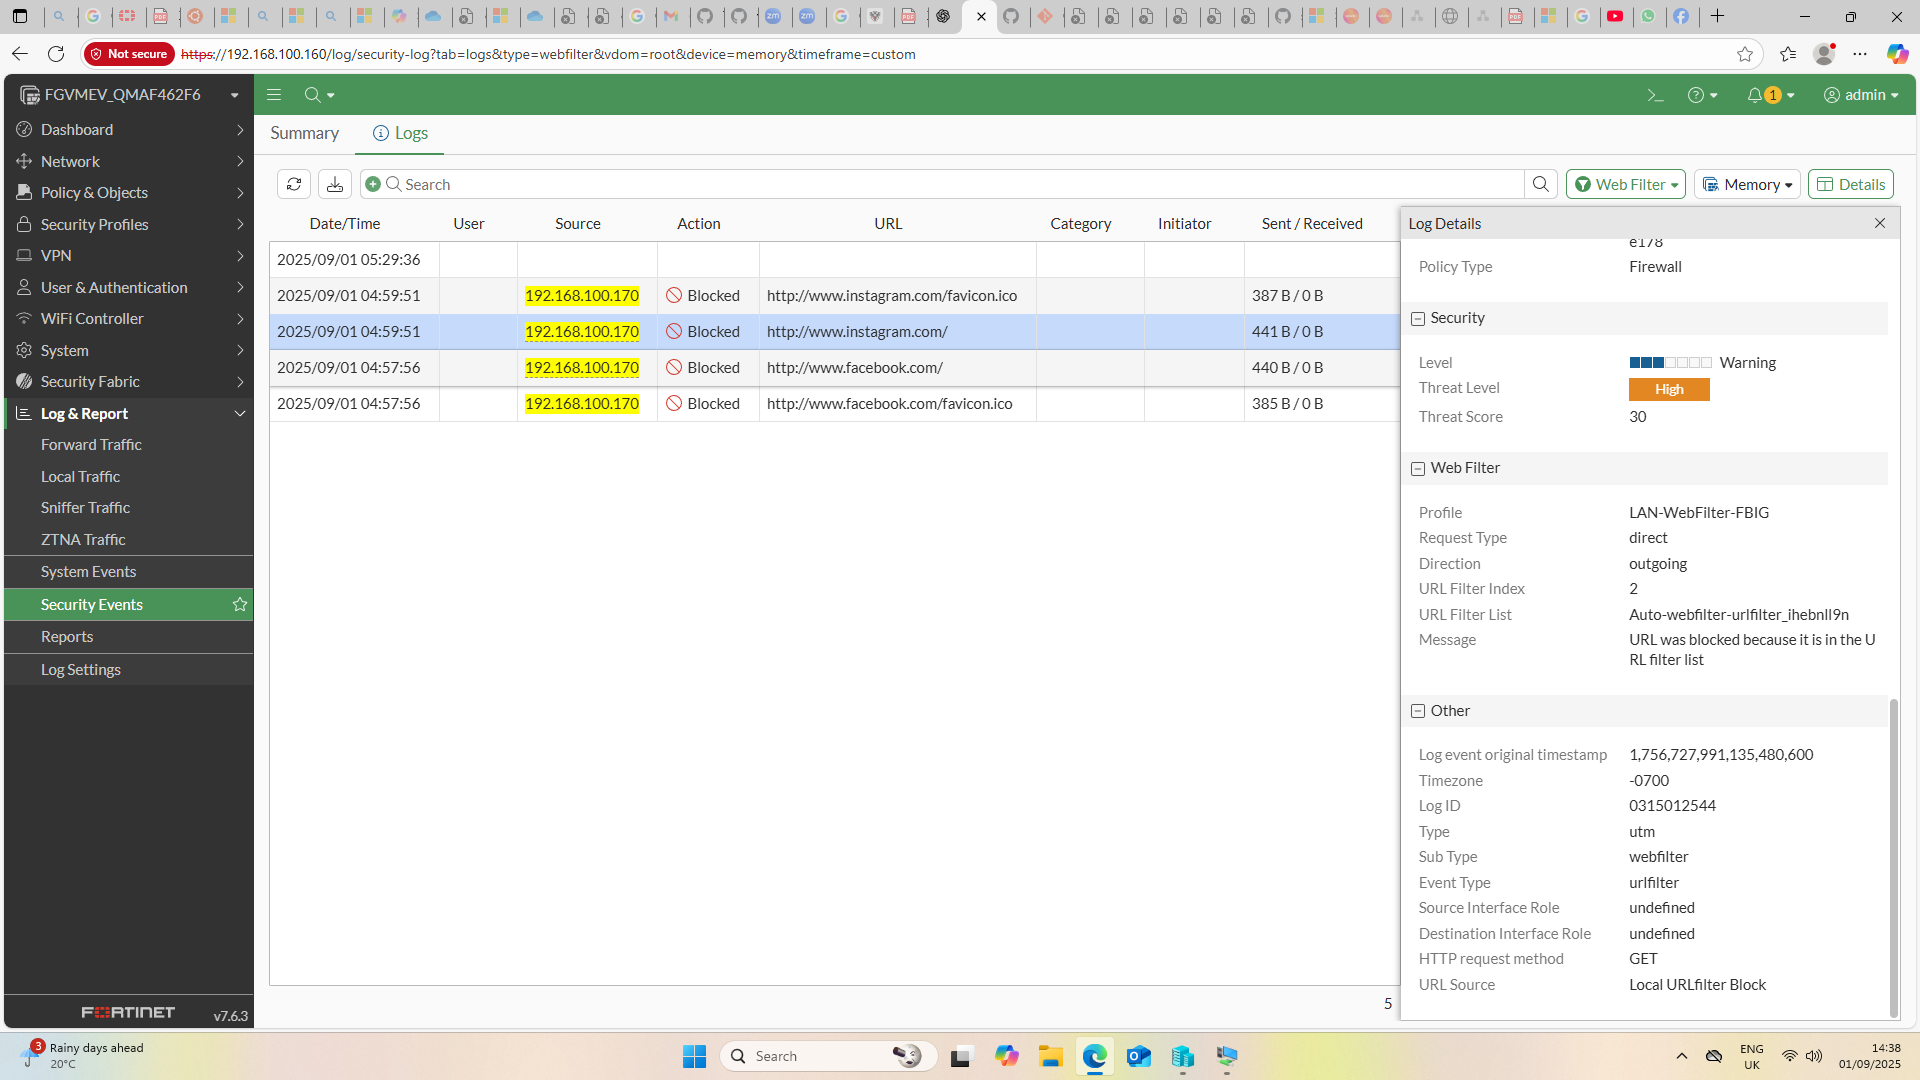 Not secure
https://192.168.100.160/log/security-log?tab=logs&type=webfilter&vdom=root&device=memory&timeframe=custom
FGVMEV_QMAF462F6
1
admin
Dashboard
Network
Policy & Objects
Security Profiles
VPN
User & Authentication
WiFi Controller
System
Security Fabric
Log & Report
Forward Traffic
Local Traffic
Sniffer Traffic
ZTNA Traffic
System Events
Security Events
Reports
Log Settings
FORTINET
v7.6.3
Summary
Logs
Search
Web Filter
Memory
Details
Date/Time User Source Action URL Category Initiator Sent / Received
2025/09/01 05:29:36
2025/09/01 04:59:51 192.168.100.170 Blocked http://www.instagram.com/favicon.ico 387 B / 0 B
2025/09/01 04:59:51 192.168.100.170 Blocked http://www.instagram.com/ 441 B / 0 B
2025/09/01 04:57:56 192.168.100.170 Blocked http://www.facebook.com/ 440 B / 0 B
2025/09/01 04:57:56 192.168.100.170 Blocked http://www.facebook.com/favicon.ico 385 B / 0 B
5
Log Details
e178
Policy Type Firewall
Security
Level Warning
Threat Level High
Threat Score 30
Web Filter
Profile LAN-WebFilter-FBIG
Request Type direct
Direction outgoing
URL Filter Index 2
URL Filter List Auto-webfilter-urlfilter_ihebnll9n
Message URL was blocked because it is in the U
RL filter list
Other
Log event original timestamp 1,756,727,991,135,480,600
Timezone -0700
Log ID 0315012544
Type utm
Sub Type webfilter
Event Type urlfilter
Source Interface Role undefined
Destination Interface Role undefined
HTTP request method GET
URL Source Local URLfilter Block
3
Rainy days ahead
20°C
Search
ENG
UK
14:38
01/09/2025